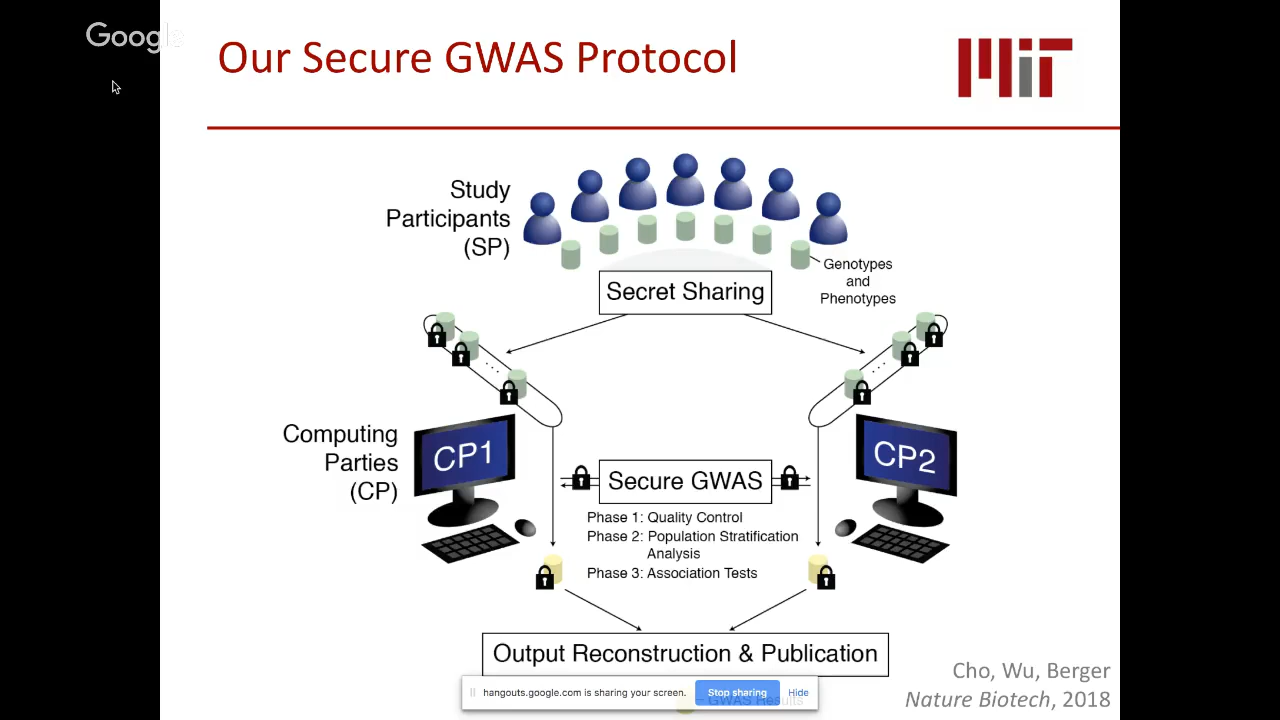 Google
Our Secure GWAS Protocol
MIT
Study
Participants
(SP)
Genotypes
and
Phenotypes
Secret Sharing
Computing
Parties
(CP)
CP1
CP2
Secure GWAS
Phase 1: Quality Control
Phase 2: Population Stratification
Analysis
Phase 3: Association Tests
Output Reconstruction & Publication
Cho, Wu, Berger
Nature Biotech, 2018
hangouts.google.com is sharing your screen.
Stop sharing
Hide
GWAS Results